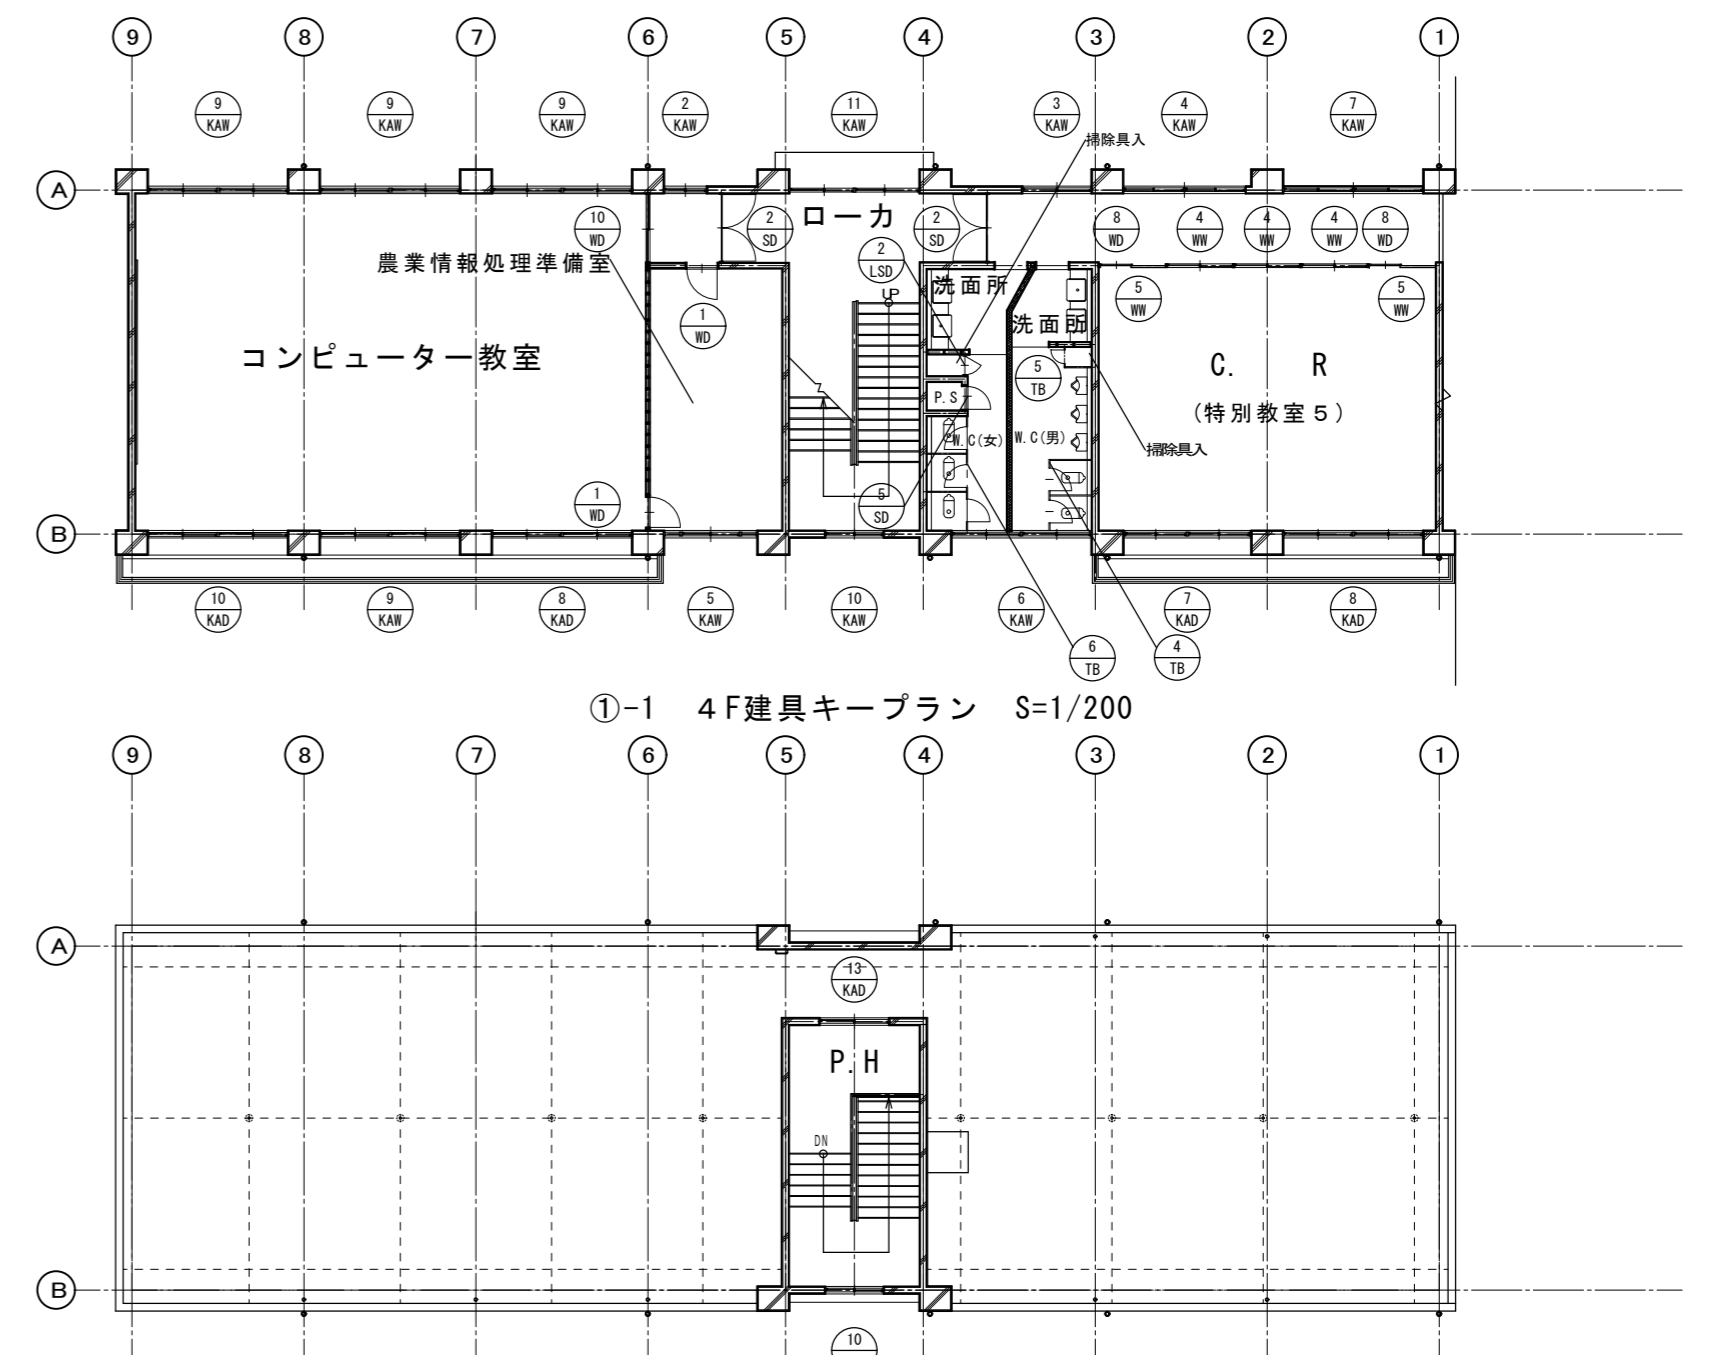 9 8 7 6 5 4 3 2 1
9 KAW
9 KAW
9 KAW
2 KAW
11 KAW
3 KAW
4 KAW
7 KAW
掃除具入
A
ローカ
10 WD
2 SD
2 SD
8 WD
4 WW
4 WW
4 WW
8 WD
農業情報処理準備室
2 LSD
洗面所
UP
5 WW
5 WW
1 WD
洗面所
コンピューター教室
C. R
5 TB
P.S
(特別教室５)
W.C(女)
W.C(男)
掃除具入
1 WD
5 SD
B
10 KAD
9 KAW
8 KAD
5 KAW
10 KAW
6 KAW
7 KAD
8 KAD
6 TB
4 TB
①-1 ４F建具キープラン S=1/200
9 8 7 6 5 4 3 2 1
A
13 KAD
P.H
DN
B
10